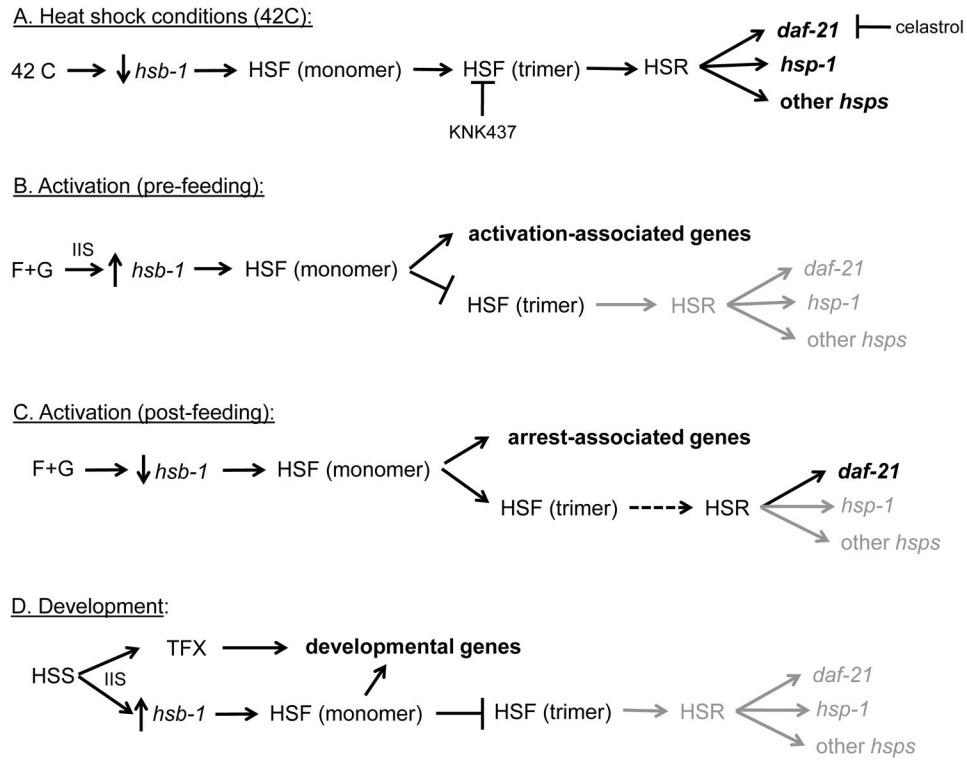 A. Heat shock conditions (42C):
daf-21
celastrol
42 C hsb-1 HSF (monomer) HSF (trimer) HSR hsp-1
other hsps
KNK437
B. Activation (pre-feeding):
activation-associated genes
IIS
F+G hsb-1 HSF (monomer) daf-21
HSF (trimer) HSR hsp-1
other hsps
C. Activation (post-feeding):
arrest-associated genes
F+G hsb-1 HSF (monomer) daf-21
HSF (trimer) HSR hsp-1
other hsps
D. Development:
TFX developmental genes
HSS IIS daf-21
hsb-1 HSF (monomer) HSF (trimer) HSR hsp-1
other hsps